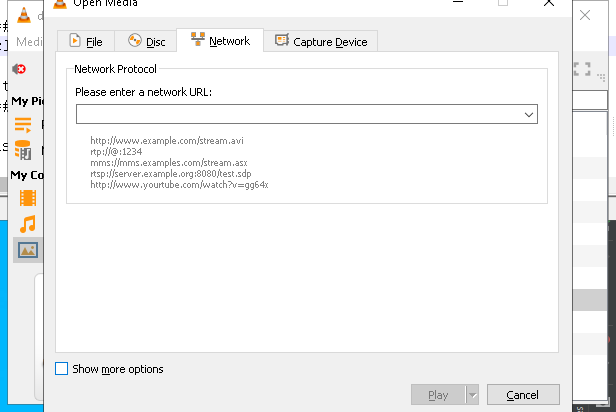 Open Media
File
Disc
Network
Capture Device
Network Protocol
Please enter a network URL:
http://www.example.com/stream.avi
rtp://@:1234
mms://mms.examples.com/stream.asx
rtsp://server.example.org:8080/test.sdp
http://www.yourtube.com/watch?v=gg64x
Show more options
Play
Cancel
Medi
My Pi
My Co